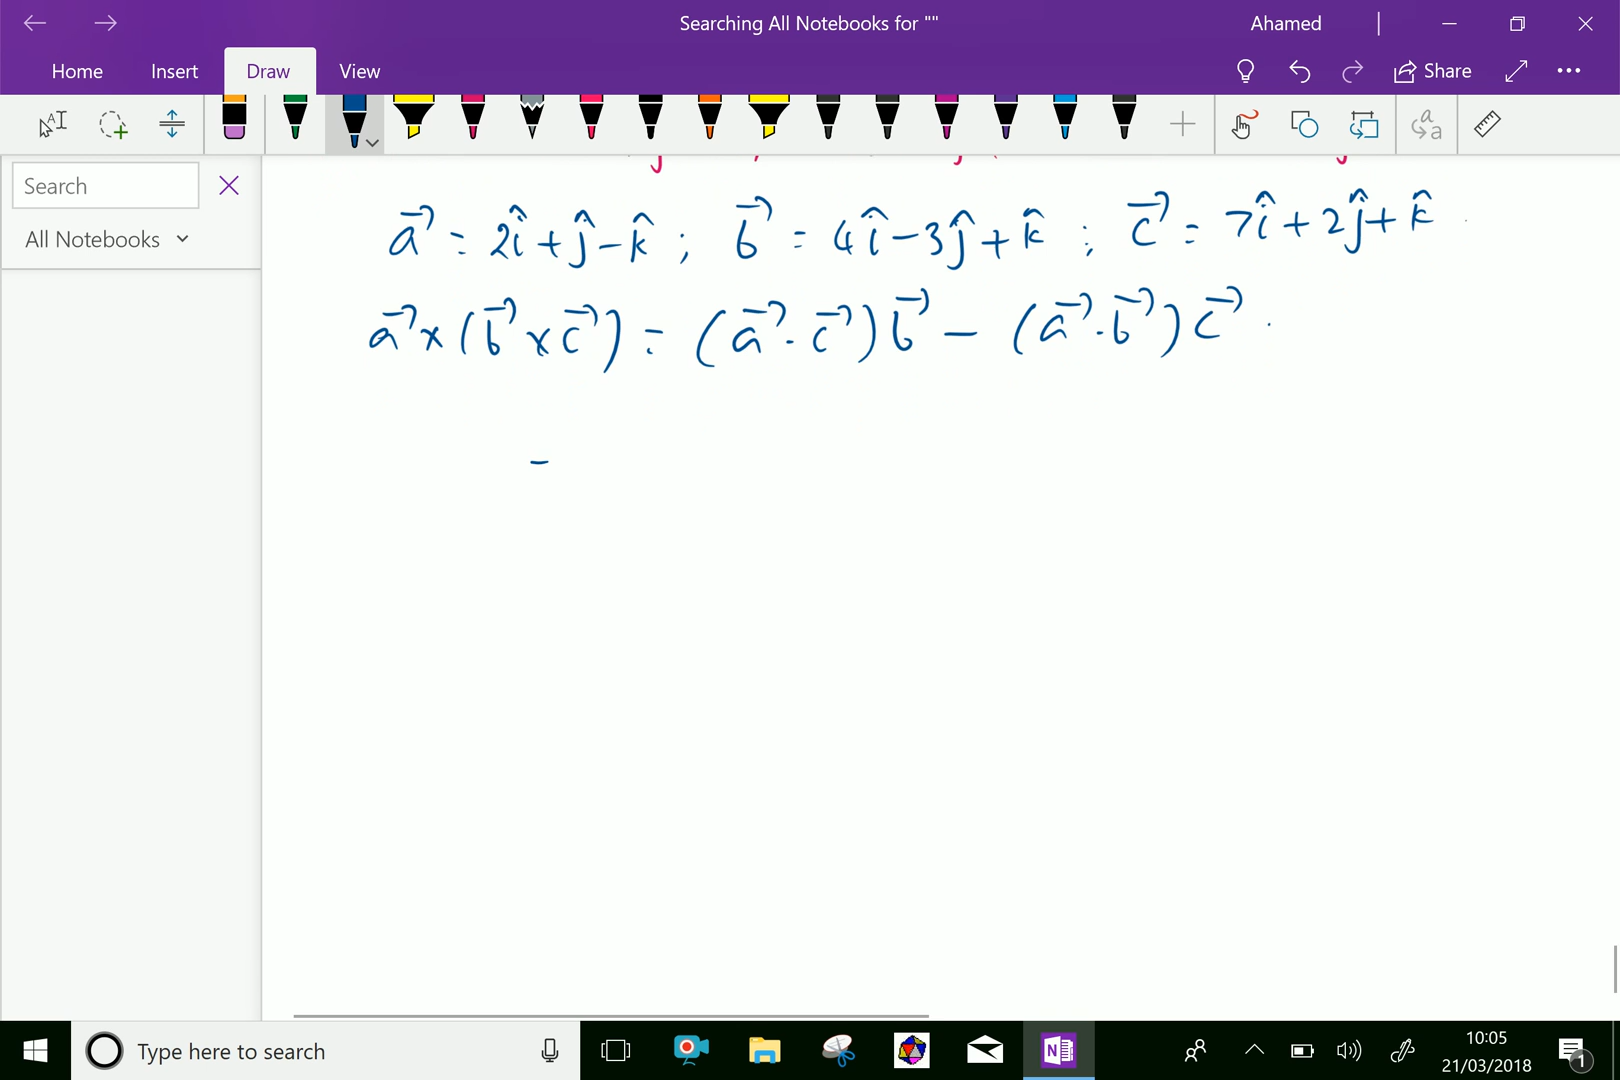 Searching All Notebooks for ""
Ahamed
Home Insert Draw View
Share
Search
All Notebooks
a⃗ = 2î + ĵ − k̂ ; b⃗ = 4î − 3ĵ + k̂ ; c⃗ = 7î + 2ĵ + k̂
a⃗ × (b⃗ × c⃗) = (a⃗ · c⃗) b⃗ − (a⃗ · b⃗) c⃗ .
Type here to search
10:05
21/03/2018
1